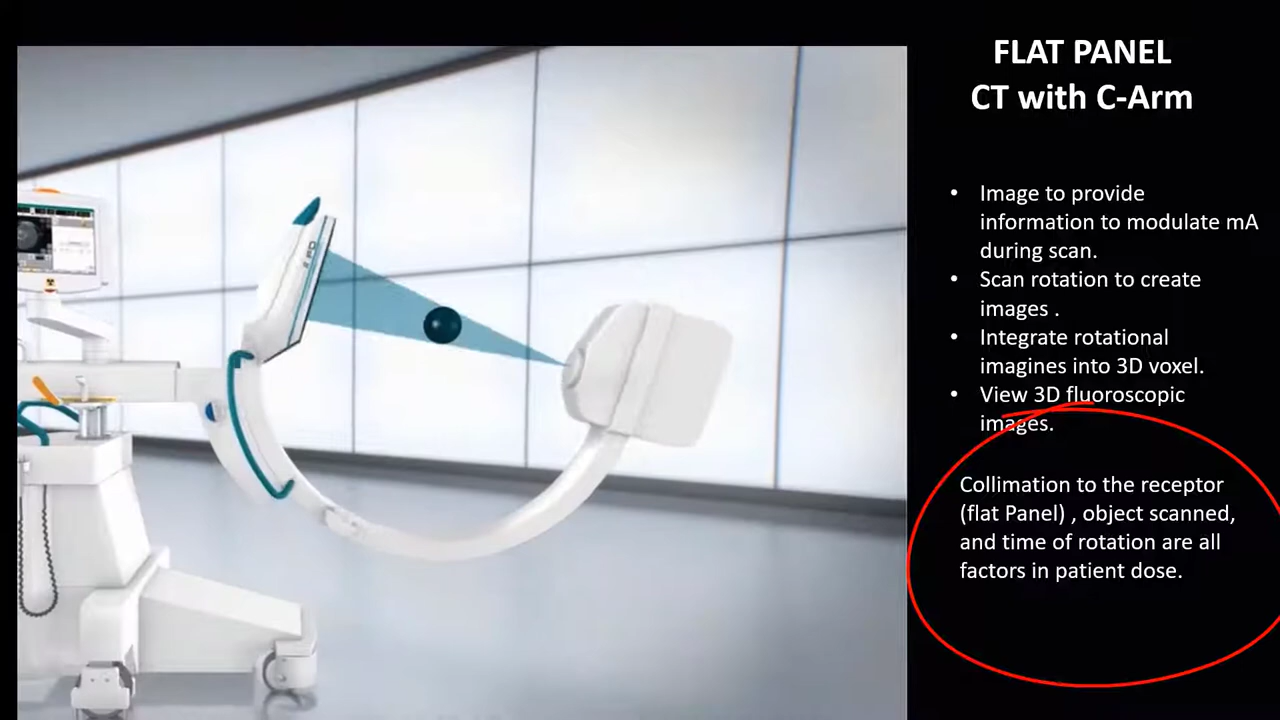 FLAT PANEL
CT with C-Arm
• Image to provide
information to modulate mA
during scan.
• Scan rotation to create
images .
• Integrate rotational
imagines into 3D voxel.
• View 3D fluoroscopic
images.
Collimation to the receptor
(flat Panel) , object scanned,
and time of rotation are all
factors in patient dose.